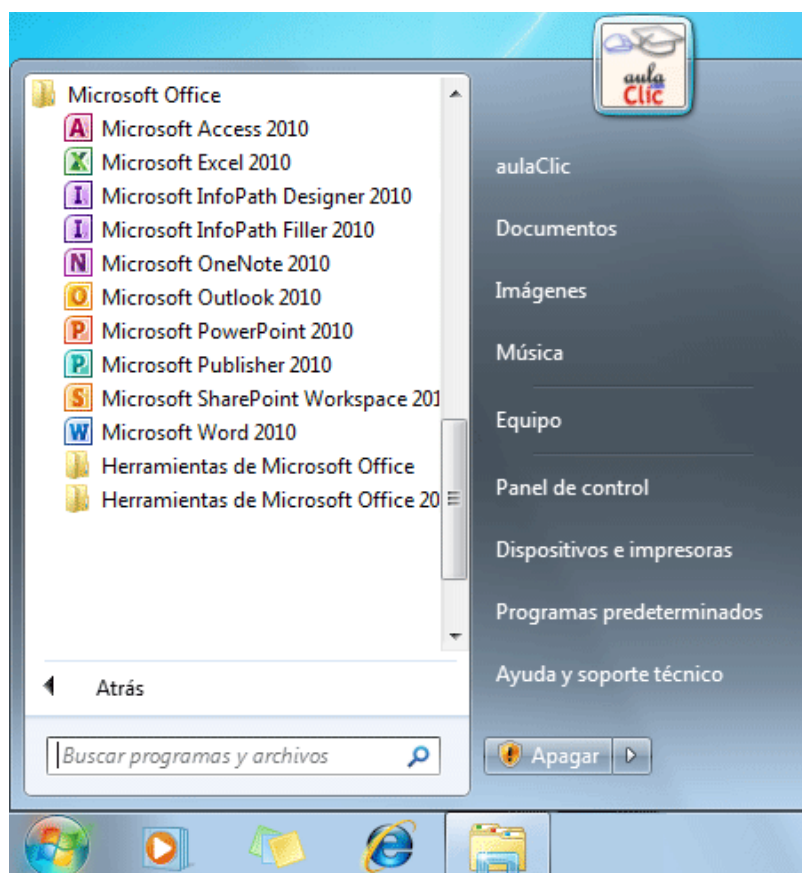 aula
Clic
Microsoft Office
Microsoft Access 2010
Microsoft Excel 2010
Microsoft InfoPath Designer 2010
Microsoft InfoPath Filler 2010
Microsoft OneNote 2010
Microsoft Outlook 2010
Microsoft PowerPoint 2010
Microsoft Publisher 2010
Microsoft SharePoint Workspace 201
Microsoft Word 2010
Herramientas de Microsoft Office
Herramientas de Microsoft Office 20
Atrás
Buscar programas y archivos
aulaClic
Documentos
Imágenes
Música
Equipo
Panel de control
Dispositivos e impresoras
Programas predeterminados
Ayuda y soporte técnico
Apagar